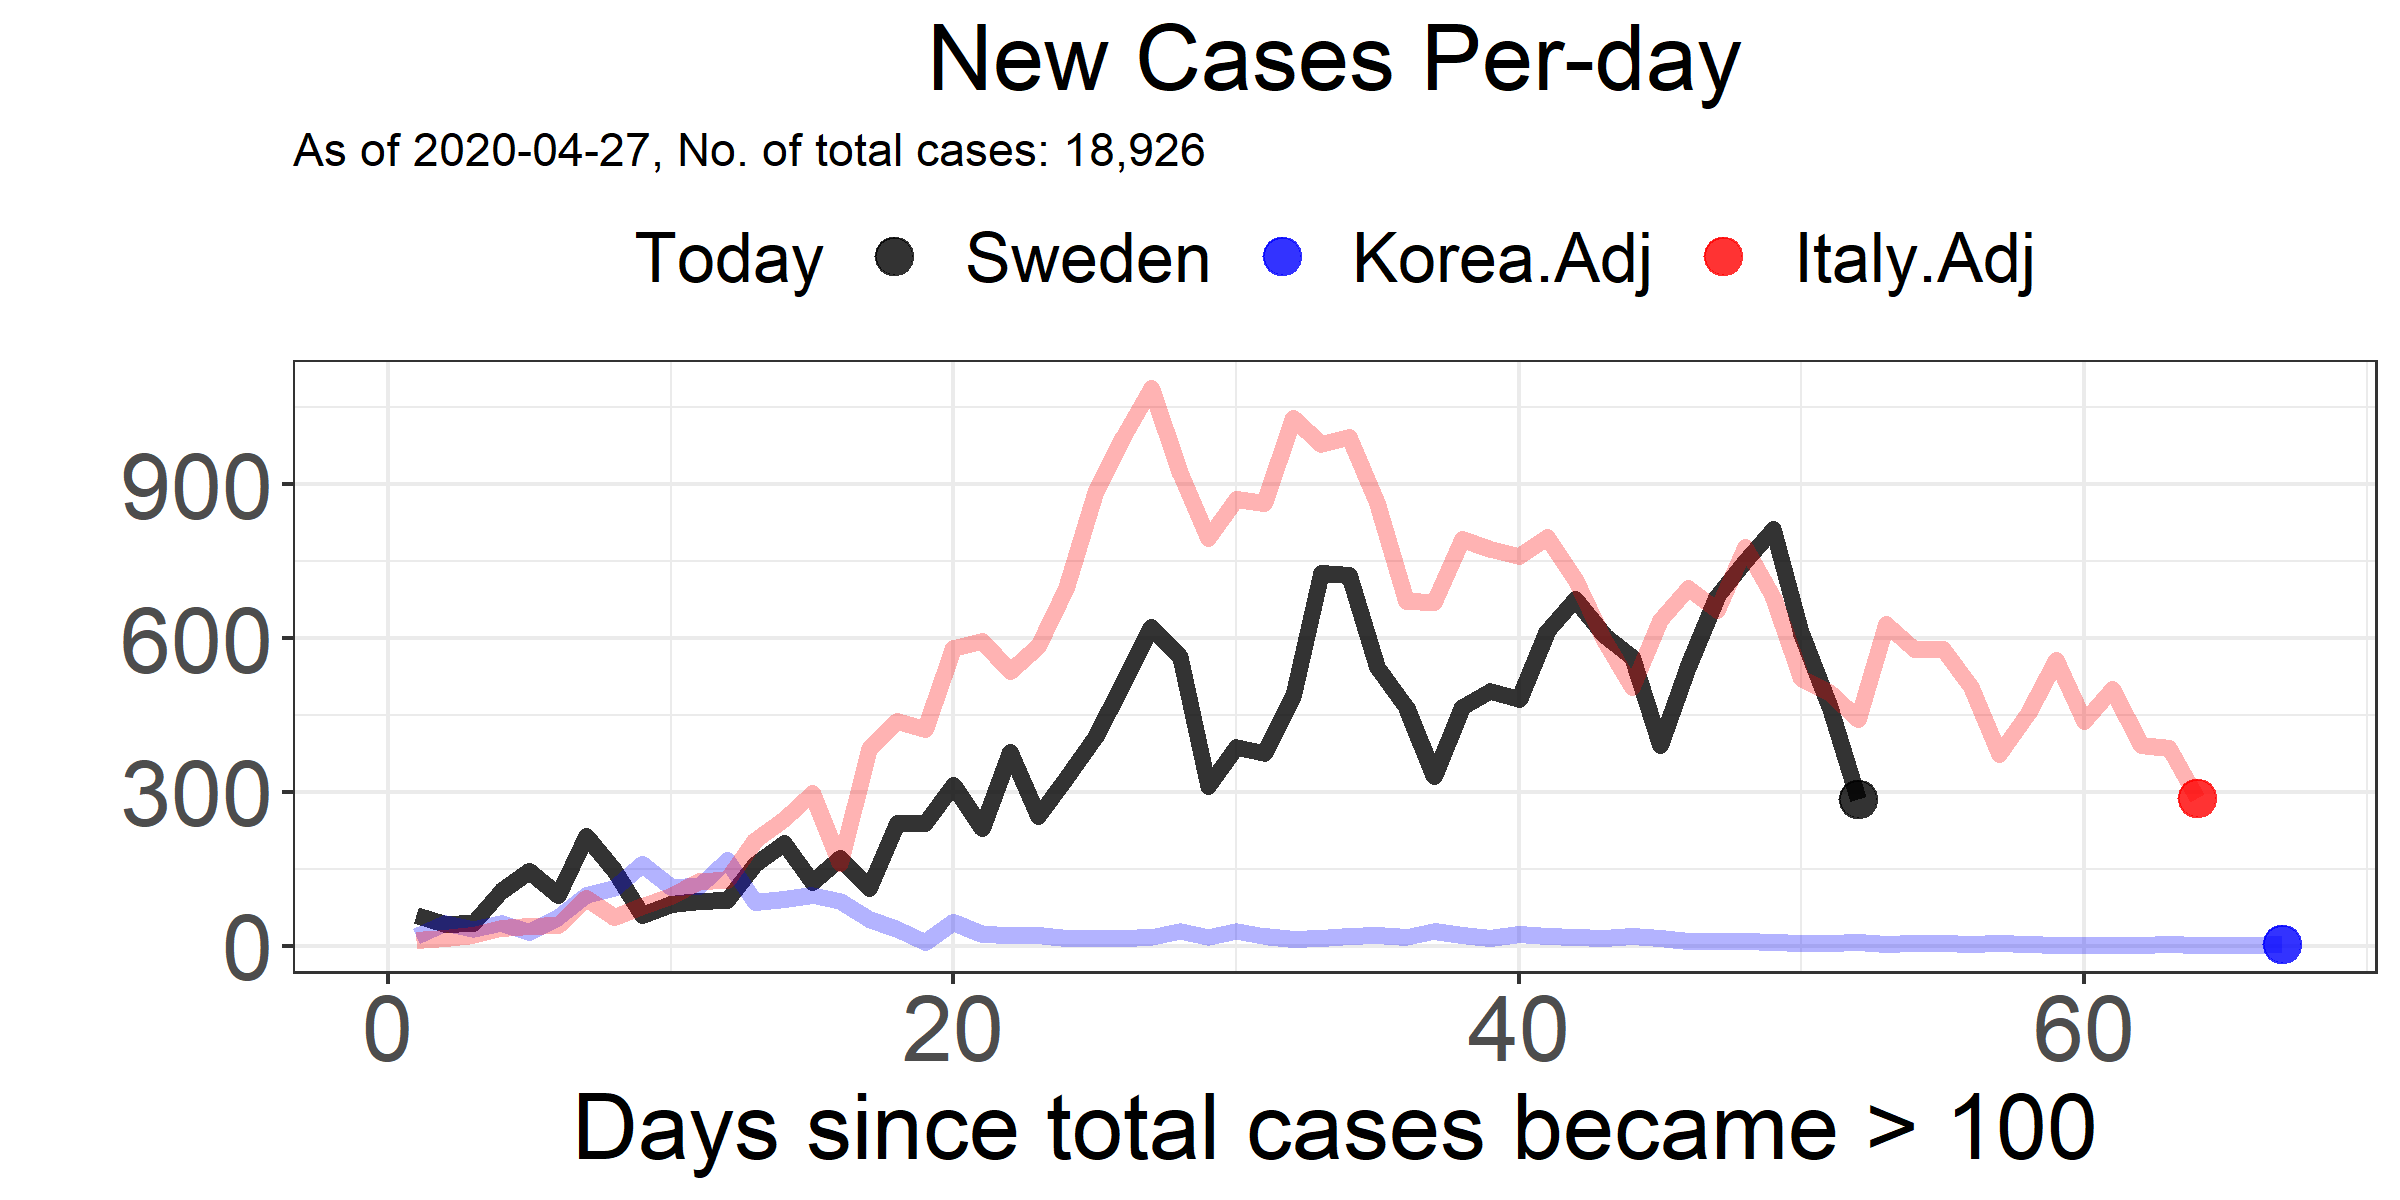 New Cases Per-day
As of 2020-04-27, No. of total cases: 18,926
Today Sweden Korea.Adj Italy.Adj
900
600
300
0
0 20 40 60
Days since total cases became > 100